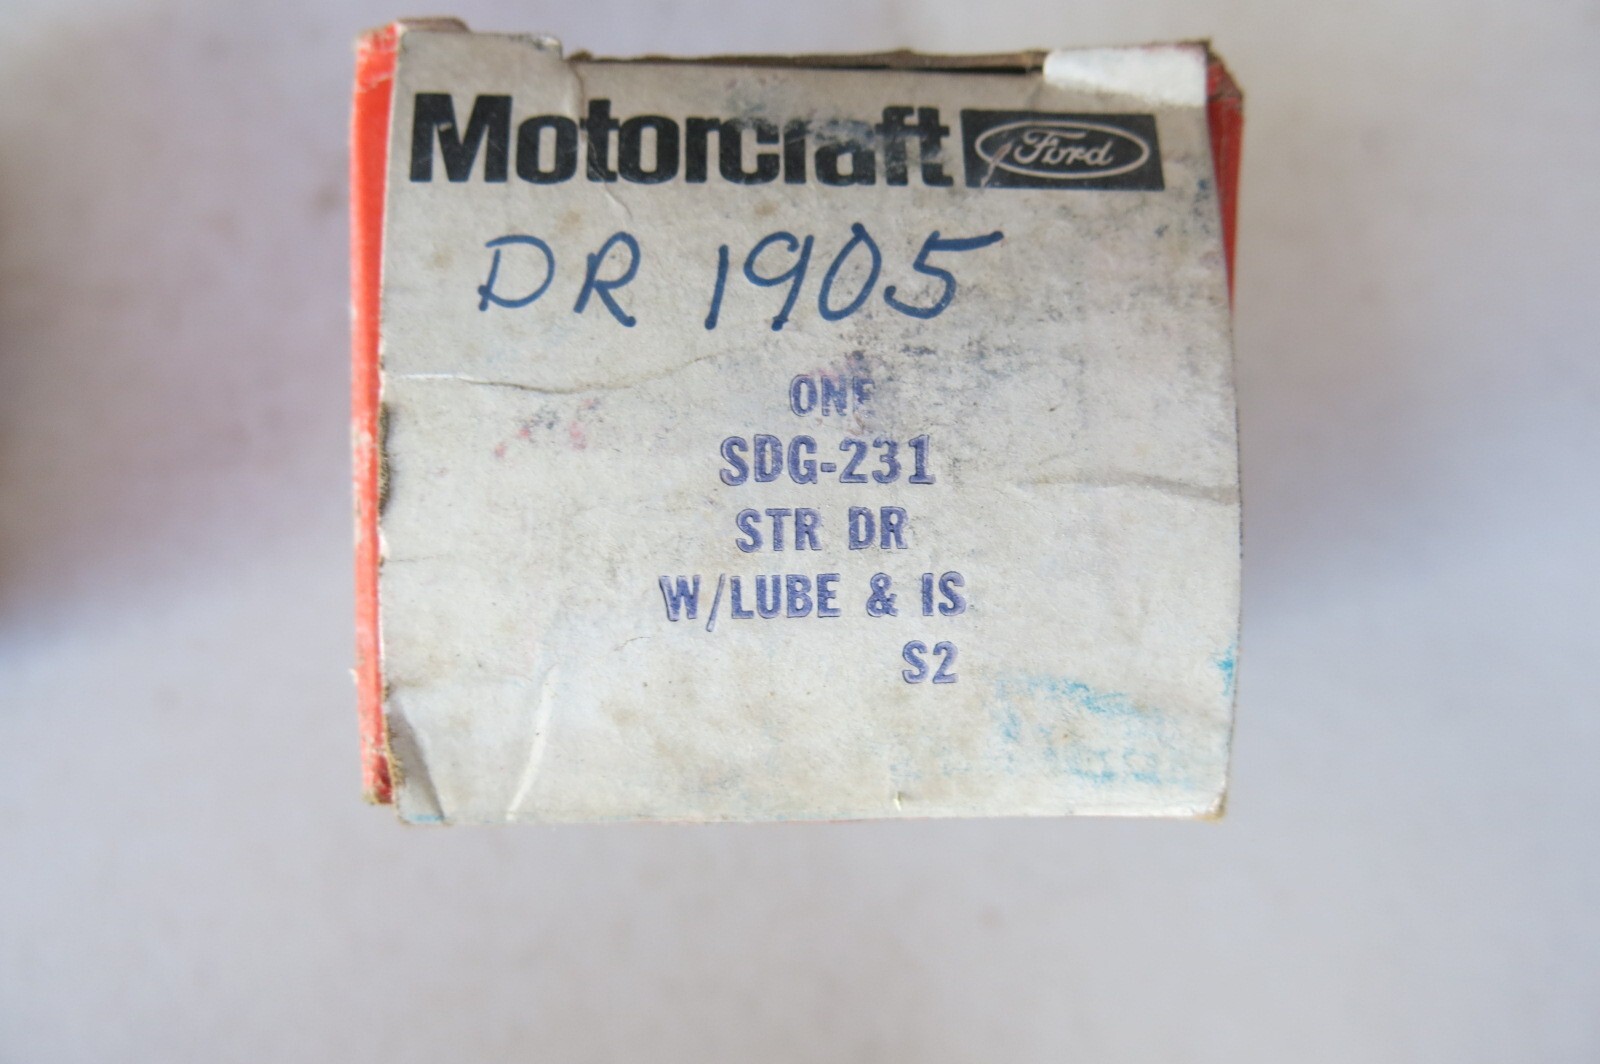 Motorcraft Ford
DR 1905
ONE
SDG-231
STR DR
W/LUBE & IS
S2